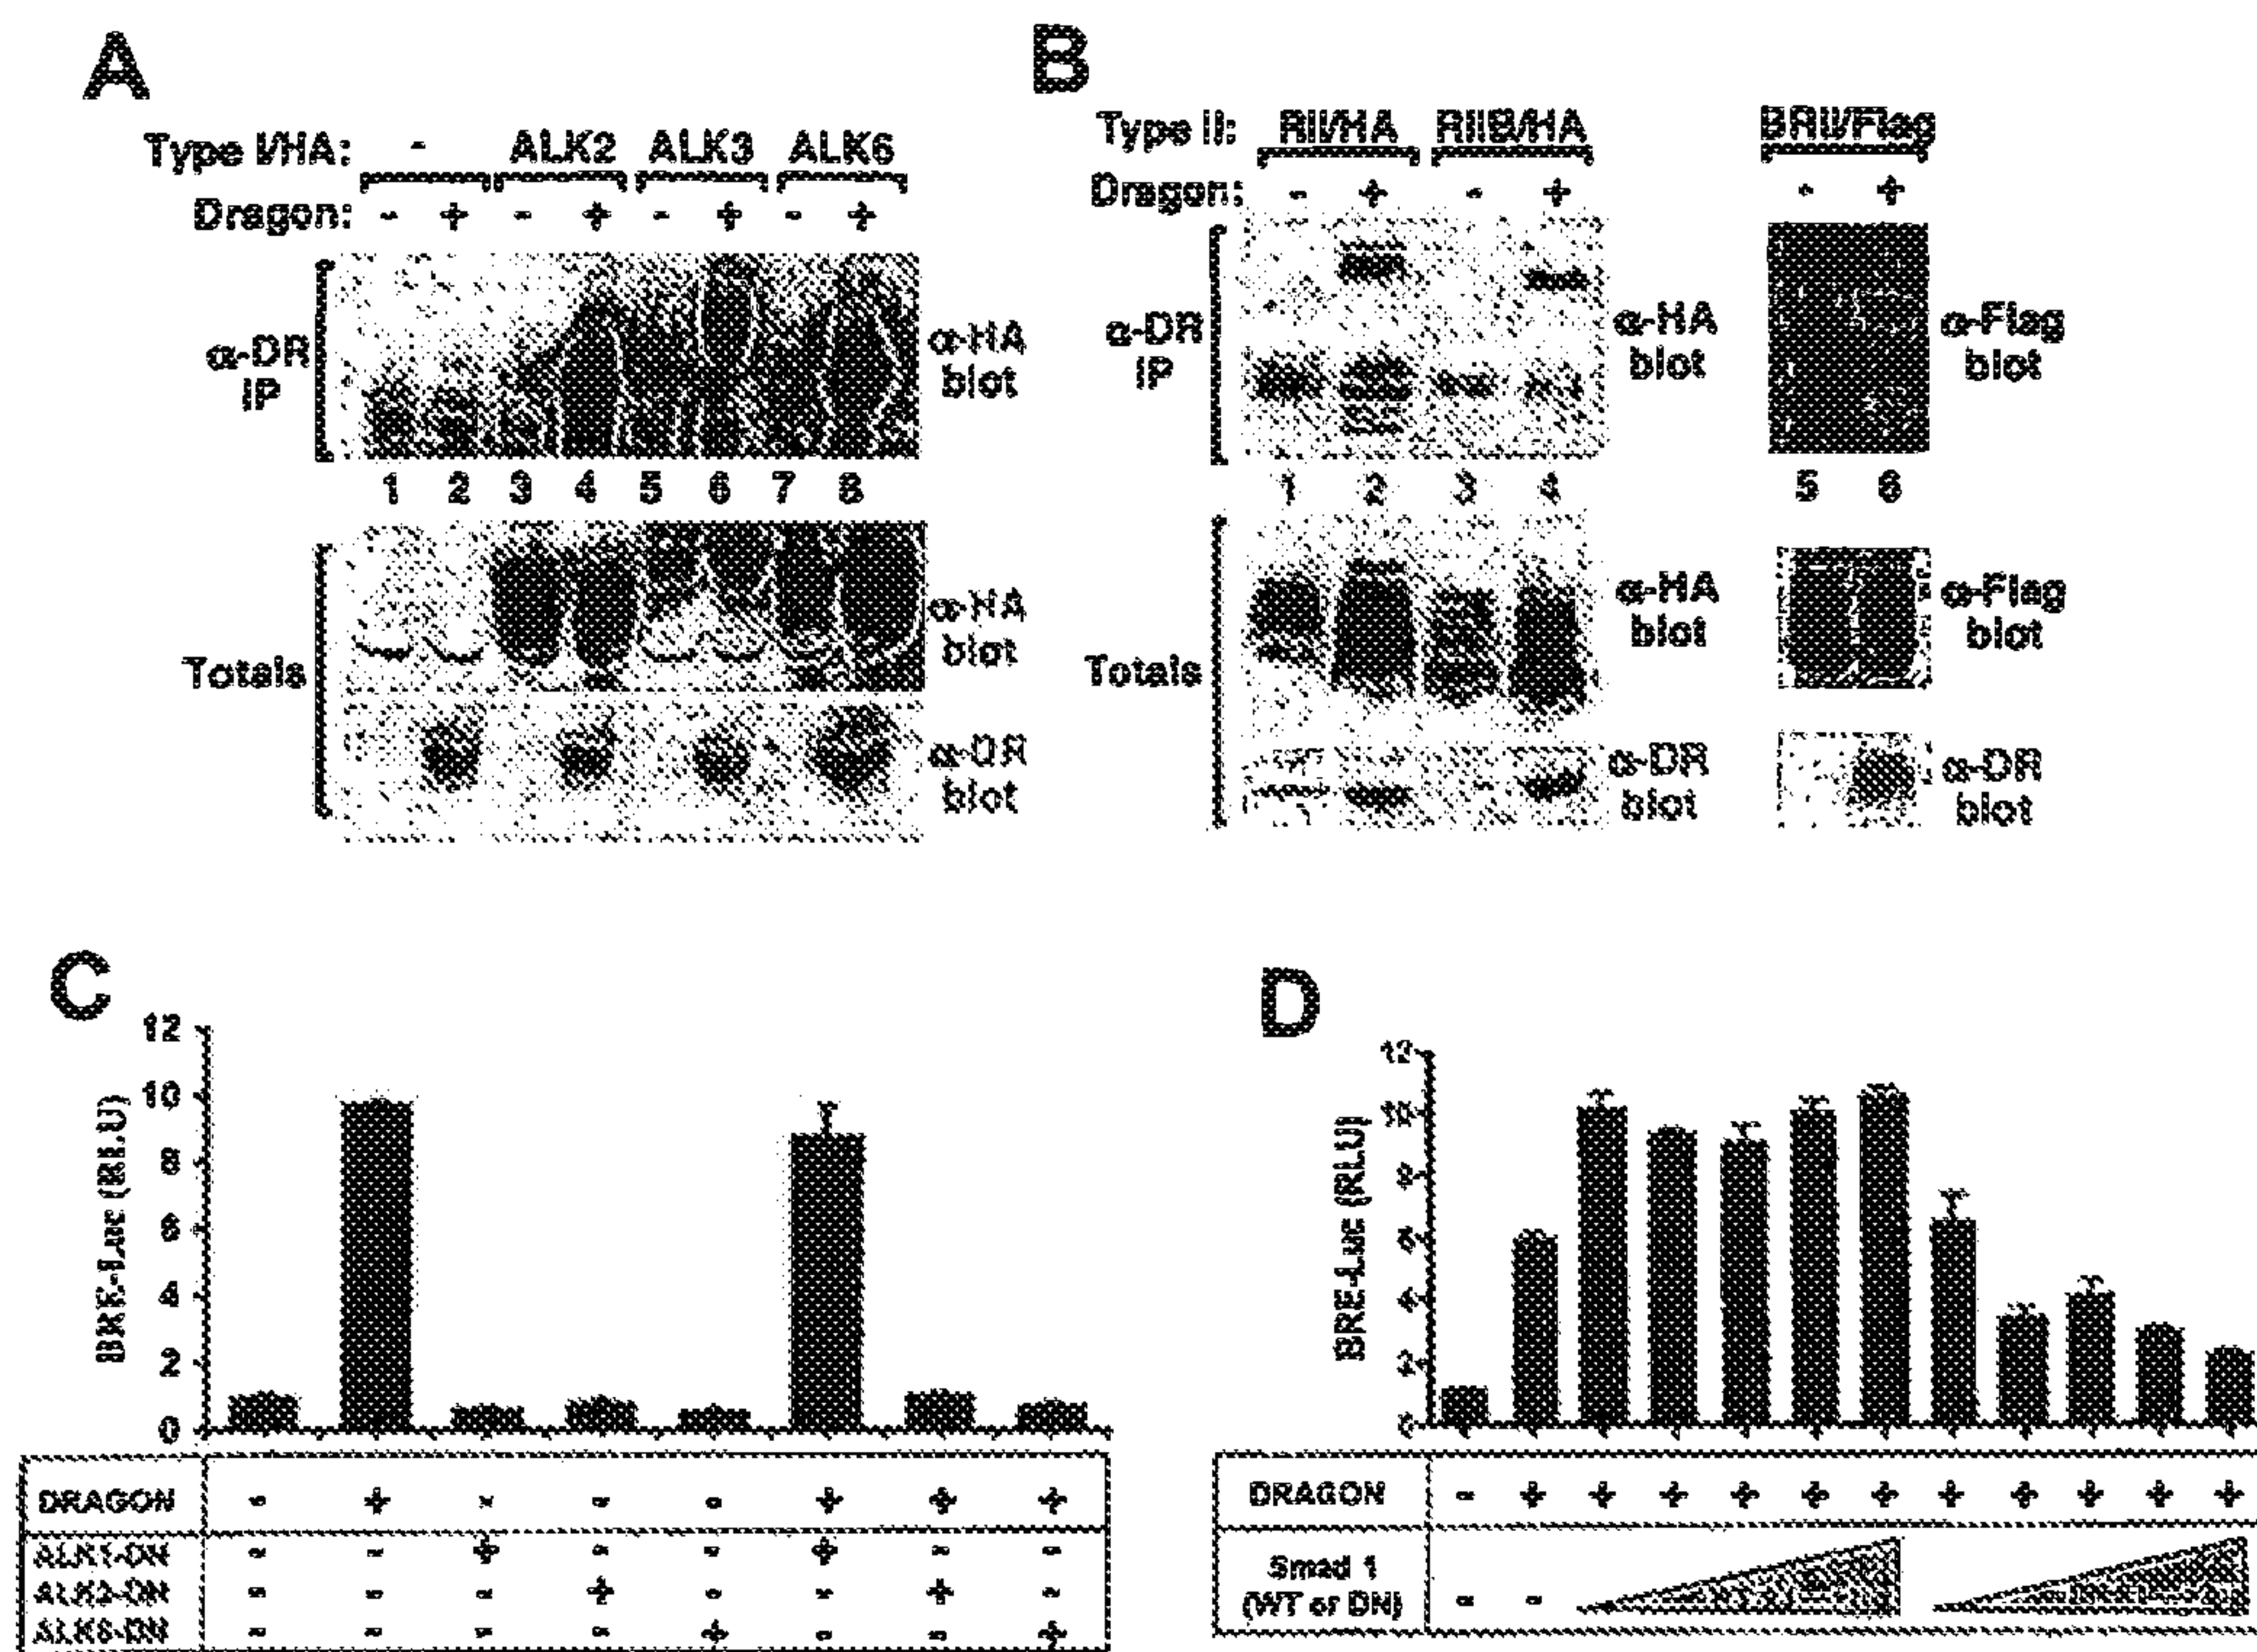 A
Type I/HA: - ALK2 ALK3 ALK6
Dragon: - + - + - + - +
α-DR IP
α-HA blot
1 2 3 4 5 6 7 8
Totals
α-HA blot
α-DR blot
B
Type II: RII/HA RIIB/HA BRII/Flag
Dragon: - + - + - +
α-DR IP
α-HA blot
α-Flag blot
1 2 3 4 5 6
Totals
α-HA blot
α-Flag blot
α-DR blot
α-DR blot
C
BRE-Luc (RLU)
12
10
8
6
4
2
0
DRAGON - + - - - + + +
ALK1-DN - - + - - + - -
- - - + - - + -
- - - - + - - +
D
BRE-Luc (RLU)
12
10
8
6
4
2
0
DRAGON - + + + + + + + + + + +
Smad 1
(WT or DN) - -